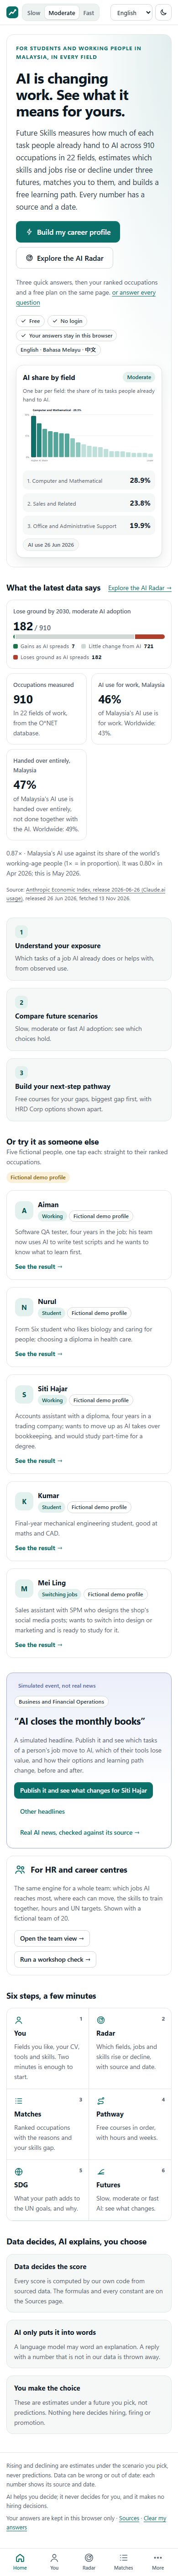 Slow Moderate Fast English
FOR STUDENTS AND WORKING PEOPLE IN
MALAYSIA, IN EVERY FIELD
AI is changing
work. See what it
means for yours.
Future Skills measures how much of each
task people already hand to AI across 910
occupations in 22 fields, estimates which
skills and jobs rise or decline under three
futures, matches you to them, and builds a
free learning path. Every number has a
source and a date.
Build my career profile
Explore the AI Radar
Three quick answers, then your ranked occupations
and a free plan on the same page. or answer every
question
Free
No login
Your answers stay in this browser
English · Bahasa Melayu · 中文
AI share by field
Moderate
One bar per field: the share of its tasks people already
hand to AI.
Computer and Mathematical 28.9%
1. Computer and Mathematical 28.9%
2. Sales and Related 23.8%
3. Office and Administrative Support 19.9%
AI use 26 Jun 2026
What the latest data says
Explore the AI Radar →
Lose ground by 2030, moderate AI adoption
182 / 910
Gains as AI spreads 7
Little change from AI 721
Loses ground as AI spreads 182
Occupations measured
910
In 22 fields of work,
from the O*NET
database.
AI use for work, Malaysia
46%
of Malaysia's AI use is
for work. Worldwide:
43%.
Handed over entirely,
Malaysia
47%
of Malaysia's AI use is
handed over entirely,
not done together with
the AI. Worldwide: 49%.
0.87× · Malaysia's AI usage against its share of the world's
working-age people (1× = in proportion). It was 0.80× in
Apr 2026; this is May 2026.
Source: Anthropic Economic Index, release 2026-06-26 (Claude.ai
usage), released 26 Jun 2026, fetched 13 Nov 2026.
1
Understand your exposure
Which tasks of a job AI already does or helps with,
from observed use.
2
Compare future scenarios
Slow, moderate or fast AI adoption: see which
choices hold.
3
Build your next-step pathway
Free courses for your gaps, biggest gap first, with
HRD Corp options shown apart.
Or try it as someone else
Five fictional people, one tap each: straight to their ranked
occupations.
Fictional demo profile
A
Aiman
Working Fictional demo profile
Software QA tester, four years in the job; his team
now uses AI to write test scripts and he wants to
know what to learn first.
See the result →
N
Nurul
Student Fictional demo profile
Form Six student who likes biology and caring for
people; choosing a diploma in health care.
See the result →
S
Siti Hajar
Working Fictional demo profile
Accounts assistant with a diploma, four years in a
trading company; wants to move up as AI takes over
bookkeeping, and would study part-time for a
degree.
See the result →
K
Kumar
Student Fictional demo profile
Final-year mechanical engineering student, good at
maths and CAD.
See the result →
M
Mei Ling
Switching jobs Fictional demo profile
Sales assistant with SPM who designs the shop's
social media posts; wants to switch into design or
marketing and is ready to study for it.
See the result →
Simulated event, not real news
Business and Financial Operations
“AI closes the monthly books”
A simulated headline. Publish it and see which tasks
of a person's job move to AI, which of their fields lose
value, and how their options and learning path
change, before and after.
Publish it and see what changes for Siti Hajar
Other headlines
Real AI news, checked against its source →
For HR and career centres
The same engine for a whole team: which jobs AI
reaches most, where each can move, the skills to train
together, hours and UN targets. Shown with a
fictional team of 20.
Open the team view →
Run a workshop check →
Six steps, a few minutes
1
You
Fields you like, your CV,
tools and skills. Two
minutes is enough to
start.
2
Radar
Which fields, jobs and
skills rise or decline,
with source and date.
3
Matches
Ranked occupations
with the reasons and
your skills gap.
4
Pathway
Free courses in order,
with hours and weeks.
5
SDG
What your path adds to
the UN goals, and why.
6
Futures
Slow, moderate or fast
AI: see what changes.
Data decides, AI explains, you choose
Data decides the score
Every score is computed by our own code from
sourced data. The formulas and every constant are on
the Sources page.
AI only puts it into words
A language model may word an explanation. A reply
with a number that is not in our data is thrown away.
You make the choice
These are estimates under a future you pick, not
predictions. Nothing here decides hiring, firing or
promotion.
Rising and declining are estimates under the scenario you pick,
never predictions. Data can be wrong or out of date: each
number shows its source and date.
AI helps you decide; it never decides for you, and it makes no
hiring decisions.
Your answers are kept in this browser only · Sources · Clear my
answers
Home You Radar Matches More